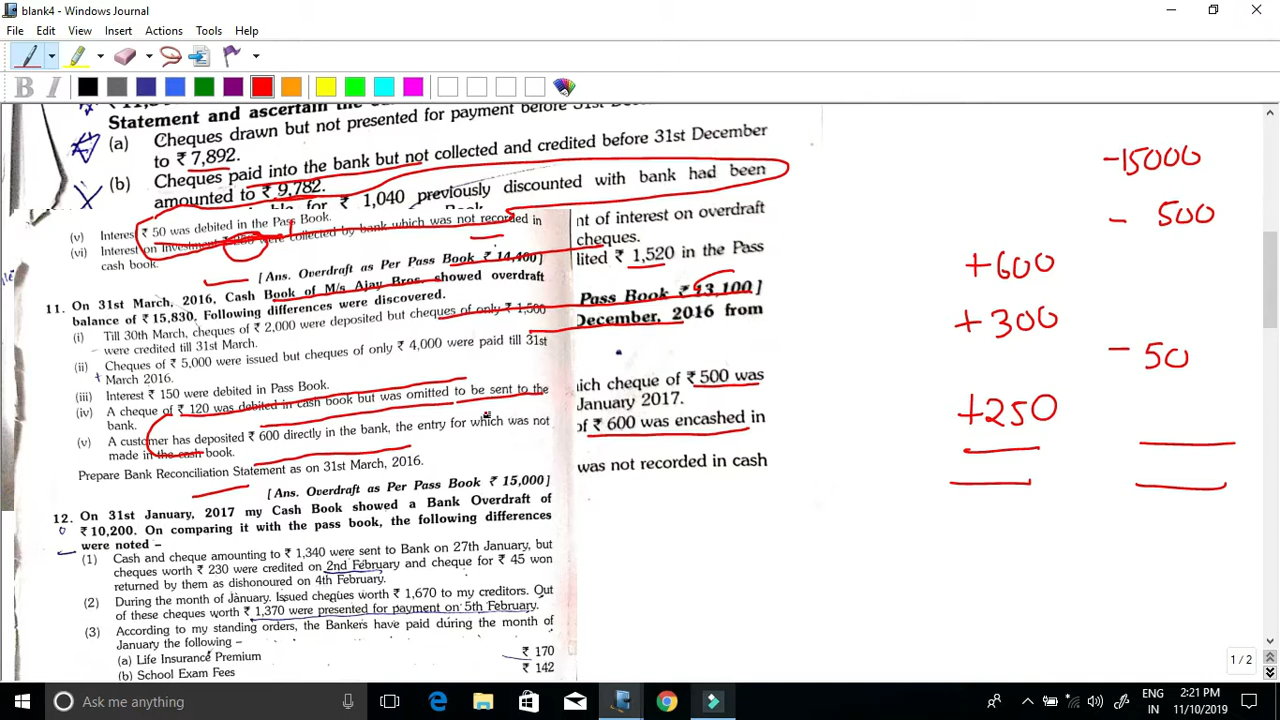 blank4 - Windows Journal
File Edit View Insert Actions Tools Help
B I
Statement and ascertain the
(a) Cheques drawn but not presented for payment before 31st
to ₹ 7,892.
(b) Cheques paid into the bank but not collected and credited before 31st December
amounted to ₹ 9,782.
for ₹ 1,040 previously discounted with bank had been
(v) Interes ₹ 50 was debited in the Pass Book.
(vi) Interest on Investment ₹ 250 were collected by bank which was not recorded in
cash book.
[Ans. Overdraft as Per Pass Book ₹ 14,400]
nt of interest on overdraft
cheques.
lited ₹ 1,520 in the Pass
Pass Book ₹ 13,100]
December, 2016 from
ich cheque of ₹ 500 was
January 2017.
of ₹ 600 was encashed in
was not recorded in cash
11. On 31st March, 2016, Cash Book of M/s Ajay Bros. showed overdraft
balance of ₹ 15,830. Following differences were discovered.
(i) Till 30th March, cheques of ₹ 2,000 were deposited but cheques of only ₹ 1,500
were credited till 31st March.
(ii) Cheques of ₹ 5,000 were issued but cheques of only ₹ 4,000 were paid till 31st
March 2016.
(iii) Interest ₹ 150 were debited in Pass Book.
(iv) A cheque of ₹ 120 was debited in cash book but was omitted to be sent to the
bank.
(v) A customer has deposited ₹ 600 directly in the bank, the entry for which was not
made in the cash book.
Prepare Bank Reconciliation Statement as on 31st March, 2016.
[Ans. Overdraft as Per Pass Book ₹ 15,000]
12. On 31st January, 2017 my Cash Book showed a Bank Overdraft of
₹ 10,200. On comparing it with the pass book, the following differences
were noted –
(1) Cash and cheque amounting to ₹ 1,340 were sent to Bank on 27th January, but
cheques worth ₹ 230 were credited on 2nd February and cheque for ₹ 45 won
returned by them as dishonoured on 4th February.
(2) During the month of January. Issued cheques worth ₹ 1,670 to my creditors. Out
of these cheques worth ₹ 1,370 were presented for payment on 5th February.
(3) According to my standing orders, the Bankers have paid during the month of
January the following –
(a) Life Insurance Premium ₹ 170
(b) School Exam Fees ₹ 142
-15000
- 500
+600
+300
- 50
+250
1 / 2
Ask me anything
ENG
IN
2:21 PM
11/10/2019